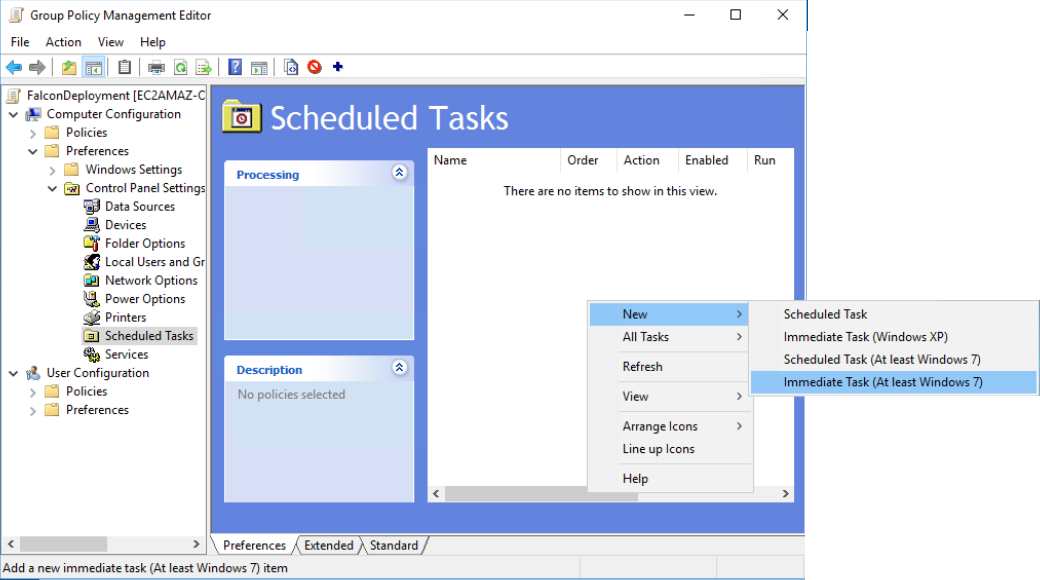 Group Policy Management Editor
File Action View Help
FalconDeployment [EC2AMAZ-C
Computer Configuration
Policies
Preferences
Windows Settings
Control Panel Settings
Data Sources
Devices
Folder Options
Local Users and Gr
Network Options
Power Options
Printers
Scheduled Tasks
Services
User Configuration
Policies
Preferences
Scheduled Tasks
Processing
Description
No policies selected
Name Order Action Enabled Run
There are no items to show in this view.
New
All Tasks
Refresh
View
Arrange Icons
Line up Icons
Help
Scheduled Task
Immediate Task (Windows XP)
Scheduled Task (At least Windows 7)
Immediate Task (At least Windows 7)
Preferences Extended Standard
Add a new immediate task (At least Windows 7) item